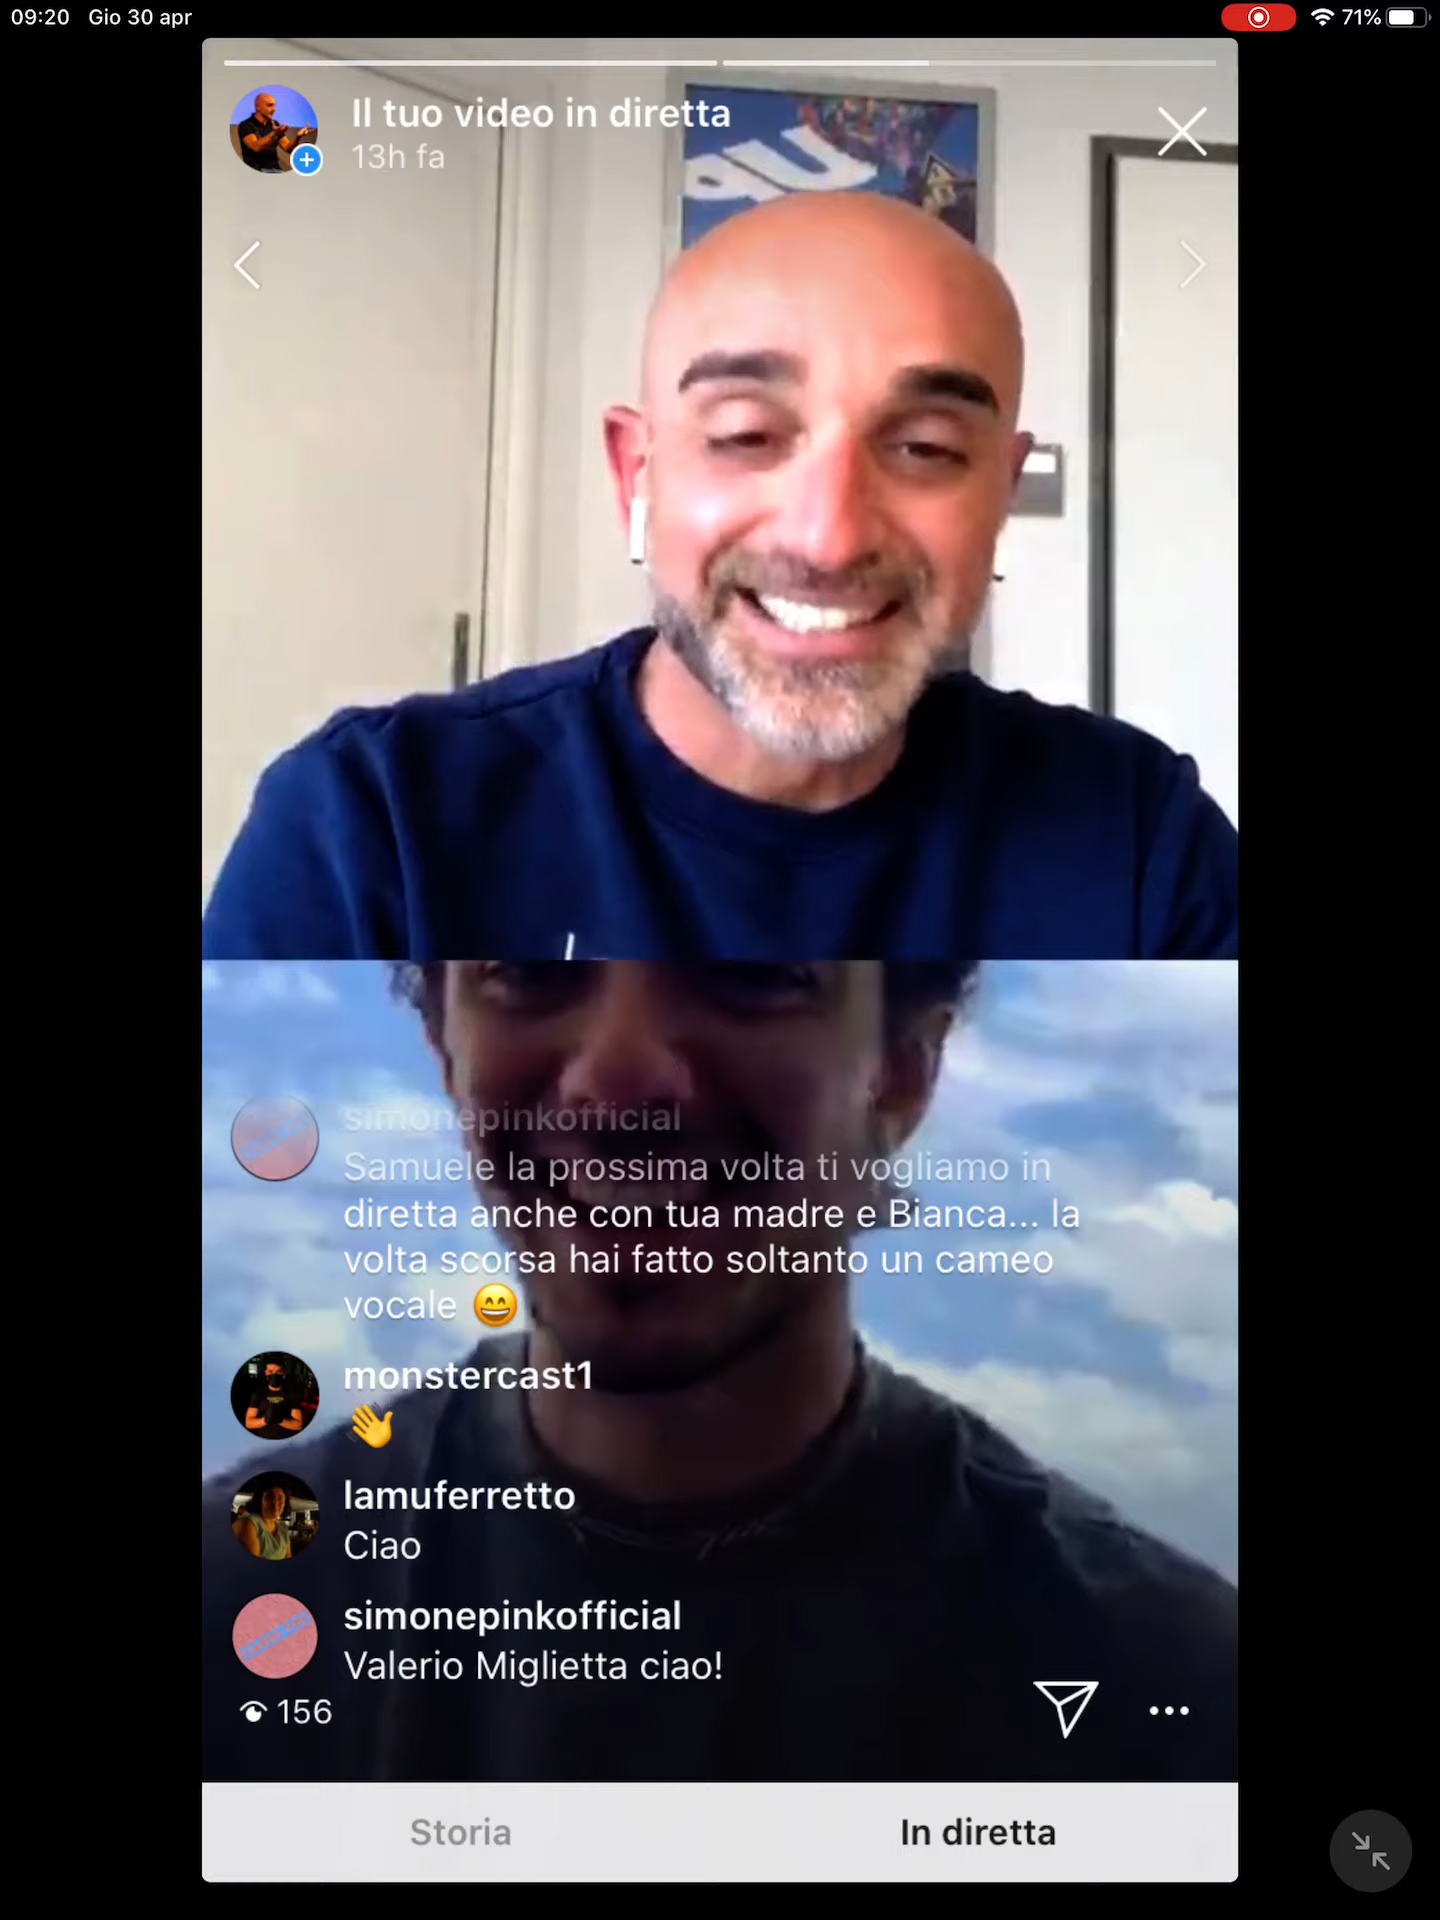 09:20 Gio 30 apr
71%
Il tuo video in diretta
13h fa
simonepinkofficial
Samuele la prossima volta ti vogliamo in
diretta anche con tua madre e Bianca... la
volta scorsa hai fatto soltanto un cameo
vocale 😄
monstercast1
👋
lamuferretto
Ciao
simonepinkofficial
Valerio Miglietta ciao!
156
Storia
In diretta